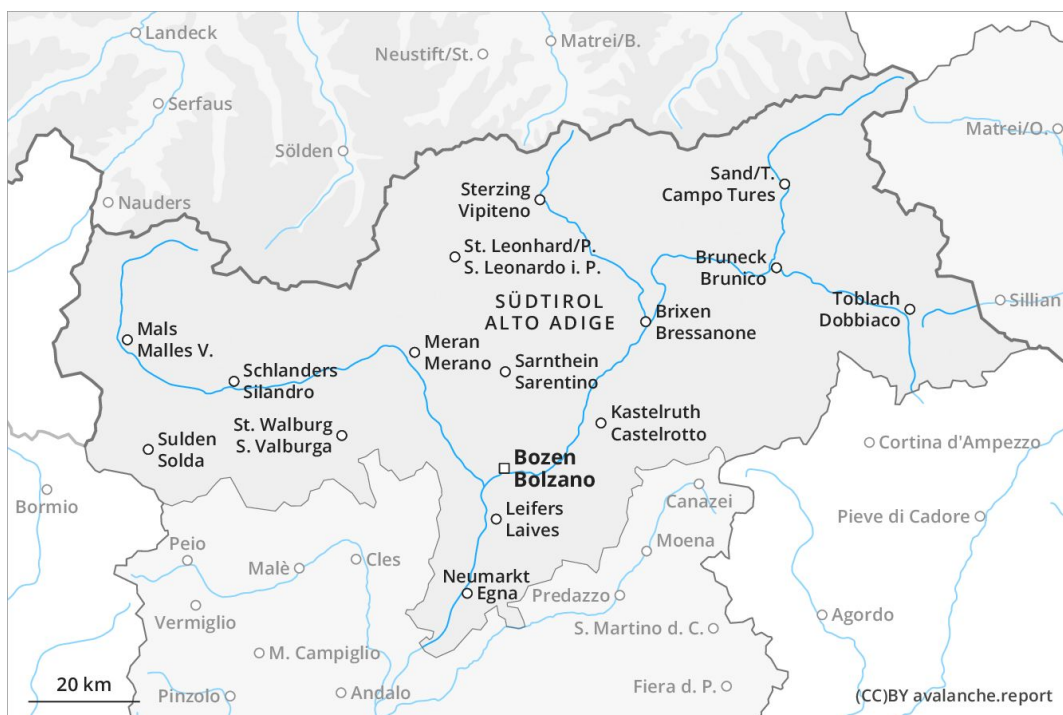 Landeck
Neustift/St.
Matrei/B.
Serfaus
Matrei/O.
Sölden
Sand/T.
Campo Tures
Nauders
Sterzing
Vipiteno
St. Leonhard/P.
S. Leonardo i. P.
Bruneck
Brunico
SÜDTIROL
ALTO ADIGE
Toblach
Dobbiaco
Sillian
Brixen
Bressanone
Mals
Malles V.
Meran
Merano
Sarnthein
Sarentino
Schlanders
Silandro
Kastelruth
Castelrotto
St. Walburg
S. Valburga
Sulden
Solda
Cortina d'Ampezzo
Bozen
Bolzano
Bormio
Canazei
Leifers
Laives
Pieve di Cadore
Peio
Malè
Cles
Moena
Neumarkt
Egna
Predazzo
Vermiglio
Agordo
S. Martino d. C.
M. Campiglio
20 km
Pinzolo
Andalo
Fiera d. P.
(CC)BY avalanche.report